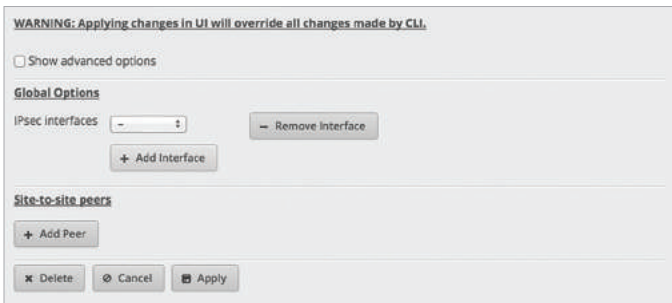 WARNING: Applying changes in UI will override all changes made by CLI.
Show advanced options
Global Options
IPsec interfaces - − Remove Interface
+ Add Interface
Site-to-site peers
+ Add Peer
Delete Cancel Apply